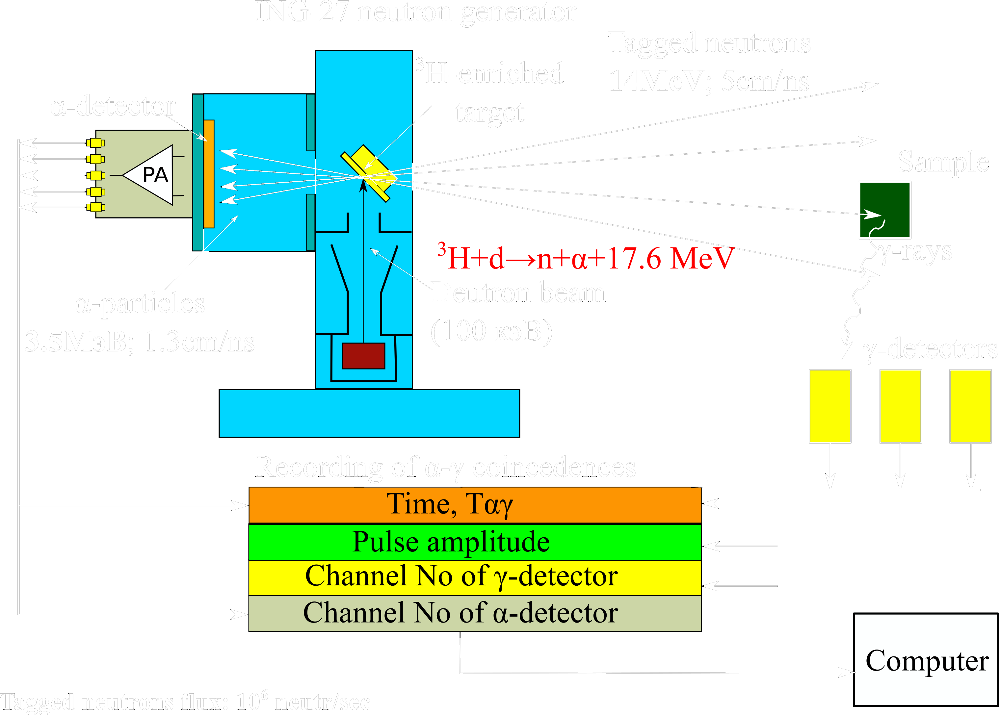 ING-27 neutron generator
Tagged neutrons
14MeV; 5cm/ns
³H-enriched
target
α-detector
PA
Sample
³H+d→n+α+17.6 MeV
γ-rays
Deutron beam
(100 кэВ)
α-particles
3.5МэВ; 1.3cm/ns
γ-detectors
Recording of α-γ coincedences
Time, Tαγ
Pulse amplitude
Channel No of γ-detector
Channel No of α-detector
Computer
Tagged neutrons flux: 10⁶ neutr/sec